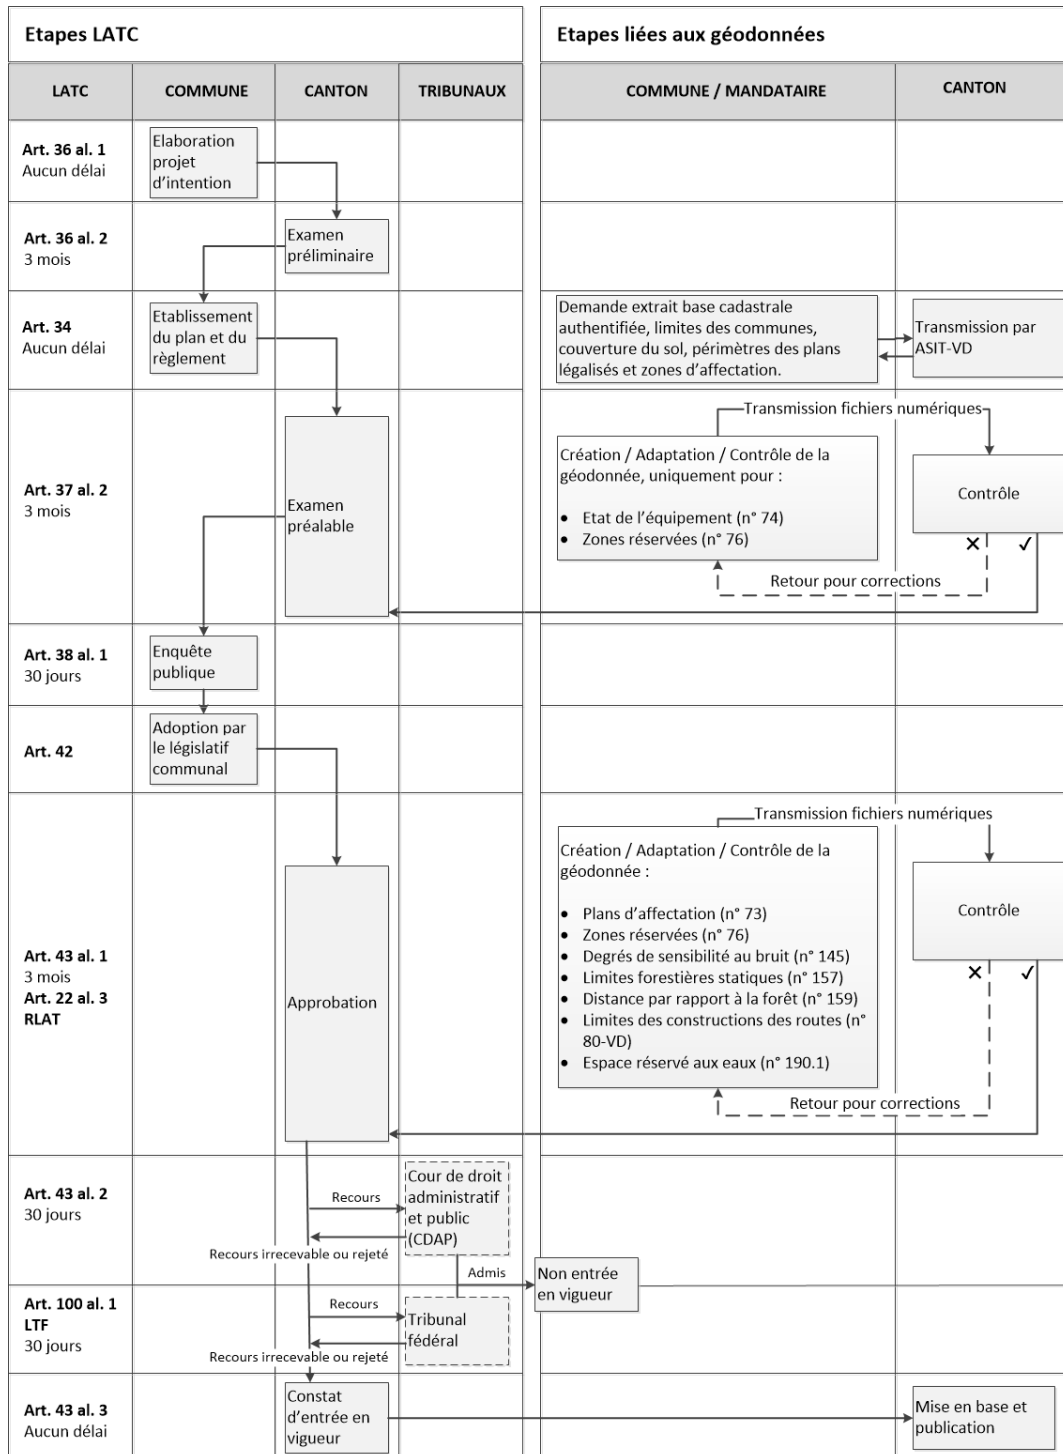 Etapes LATC
Etapes liées aux géodonnées
LATC
COMMUNE
CANTON
TRIBUNAUX
COMMUNE / MANDATAIRE
CANTON
Art. 36 al. 1
Aucun délai
Elaboration
projet
d'intention
Art. 36 al. 2
3 mois
Examen
préliminaire
Art. 34
Aucun délai
Etablissement
du plan et du
règlement
Demande extrait base cadastrale
authentifiée, limites des communes,
couverture du sol, périmètres des plans
légalisés et zones d'affectation.
Transmission par
ASIT-VD
Art. 37 al. 2
3 mois
Examen
préalable
Transmission fichiers numériques
Création / Adaptation / Contrôle de la
géodonnée, uniquement pour :
• Etat de l'équipement (n° 74)
• Zones réservées (n° 76)
Contrôle
✕ ✓
Retour pour corrections
Art. 38 al. 1
30 jours
Enquête
publique
Art. 42
Adoption par
le législatif
communal
Art. 43 al. 1
3 mois
Art. 22 al. 3
RLAT
Approbation
Transmission fichiers numériques
Création / Adaptation / Contrôle de la
géodonnée :
• Plans d'affectation (n° 73)
• Zones réservées (n° 76)
• Degrés de sensibilité au bruit (n° 145)
• Limites forestières statiques (n° 157)
• Distance par rapport à la forêt (n° 159)
• Limites des constructions des routes (n°
80-VD)
• Espace réservé aux eaux (n° 190.1)
Contrôle
✕ ✓
Retour pour corrections
Art. 43 al. 2
30 jours
Recours
Cour de droit
administratif
et public
(CDAP)
Recours irrecevable ou rejeté
Admis
Non entrée
en vigueur
Art. 100 al. 1
LTF
30 jours
Recours
Tribunal
fédéral
Recours irrecevable ou rejeté
Art. 43 al. 3
Aucun délai
Constat
d'entrée en
vigueur
Mise en base et
publication